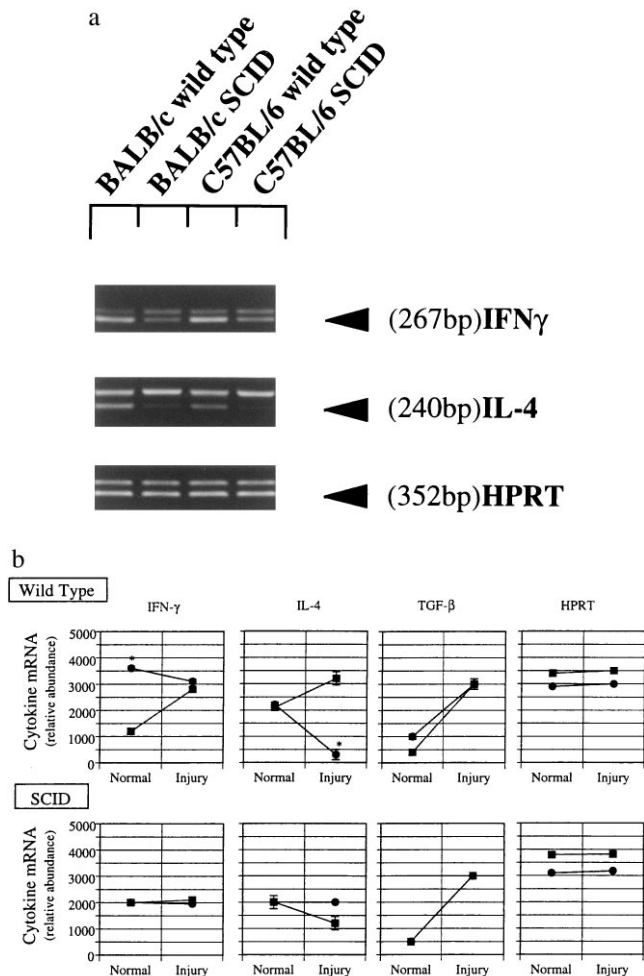 a
BALB/c wild type
BALB/c SCID
C57BL/6 wild type
C57BL/6 SCID
(267bp)IFNγ
(240bp)IL-4
(352bp)HPRT
b
Wild Type
IFN-γ IL-4 TGF-β HPRT
Cytokine mRNA
(relative abundance)
5000
4000
3000
2000
1000
0
*
*
Normal Injury Normal Injury Normal Injury Normal Injury
SCID
Cytokine mRNA
(relative abundance)
5000
4000
3000
2000
1000
0
Normal Injury Normal Injury Normal Injury Normal Injury